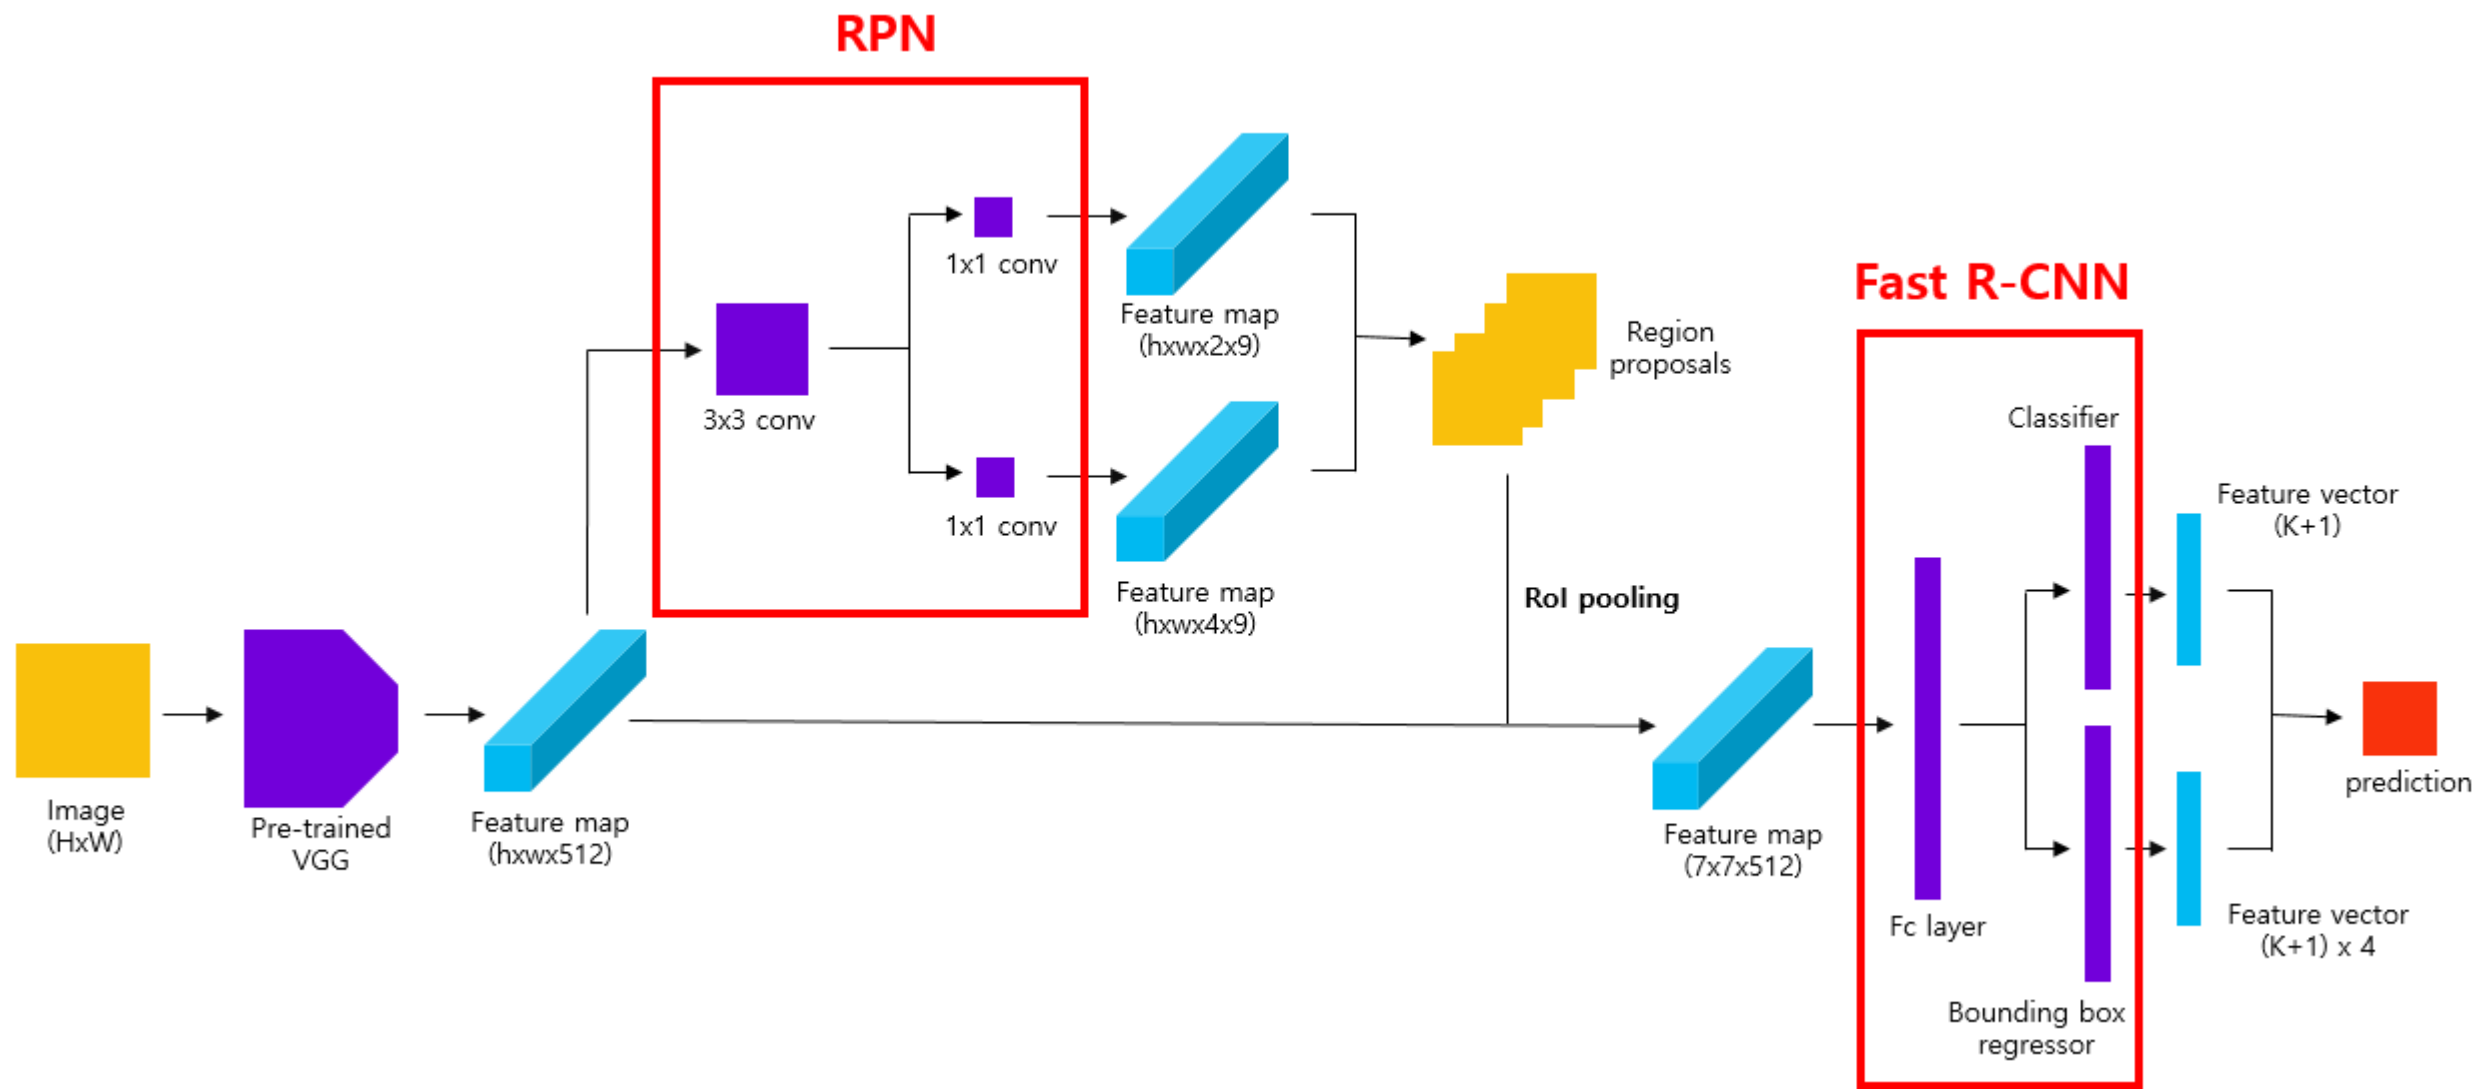 RPN
1x1 conv
3x3 conv
1x1 conv
Feature map
(hxwx2x9)
Feature map
(hxwx4x9)
Region
proposals
RoI pooling
Image
(HxW)
Pre-trained
VGG
Feature map
(hxwx512)
Feature map
(7x7x512)
Fast R-CNN
Classifier
Fc layer
Bounding box
regressor
Feature vector
(K+1)
Feature vector
(K+1) x 4
prediction